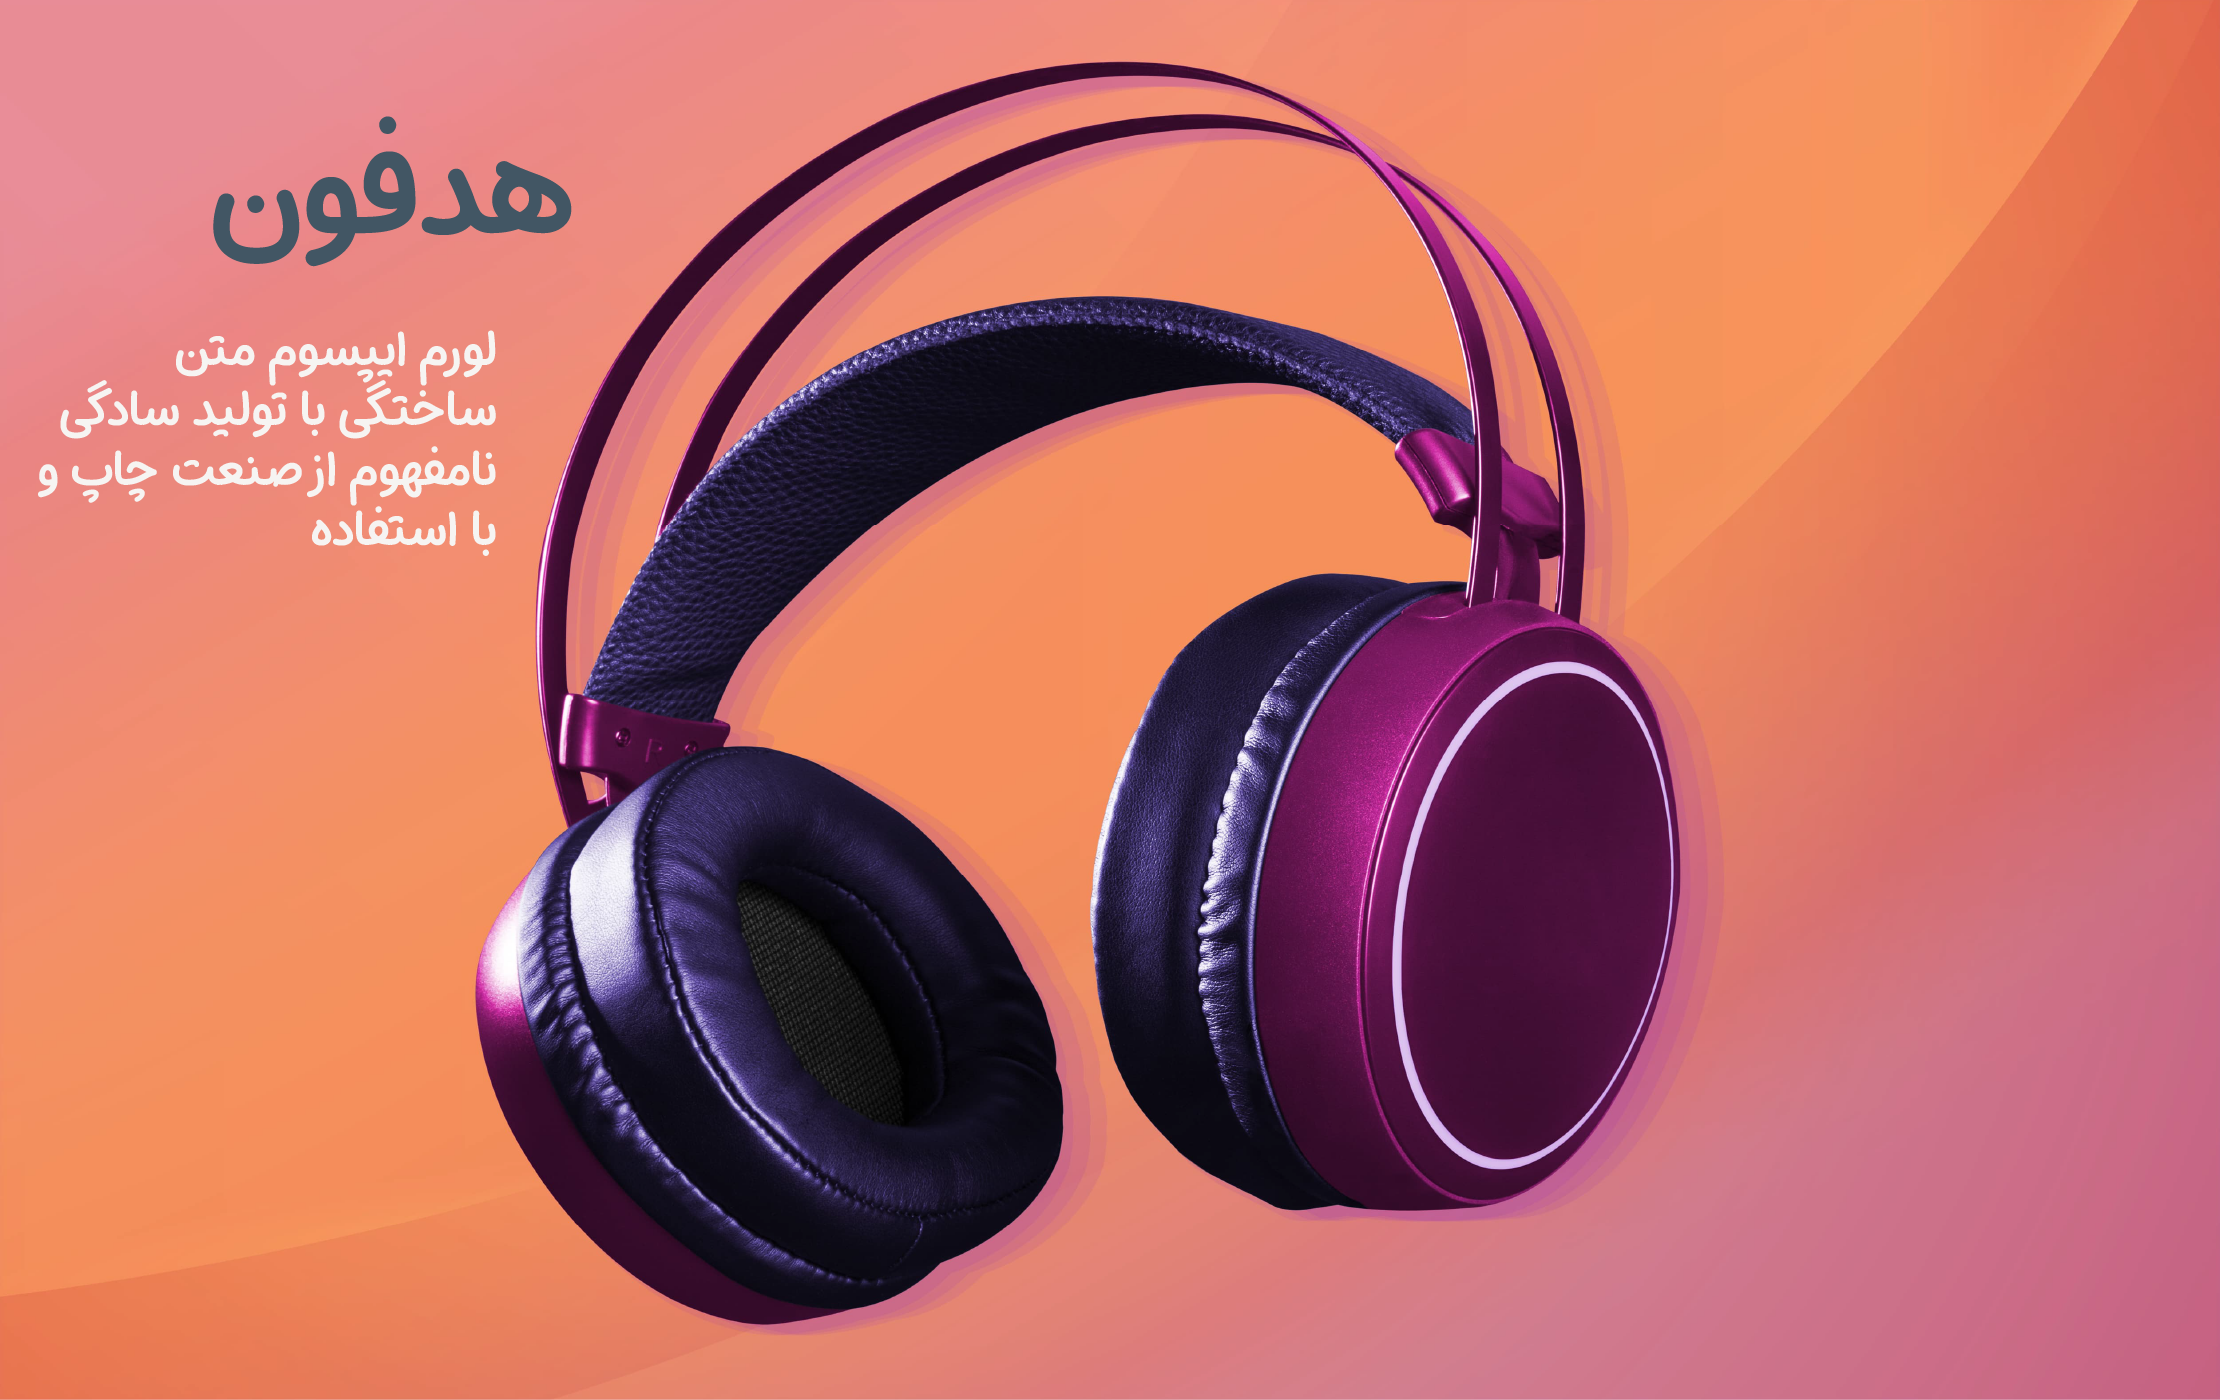 هدفون
لورم ایپسوم متن
ساختگی با تولید سادگی
نامفهوم از صنعت چاپ و
با استفاده